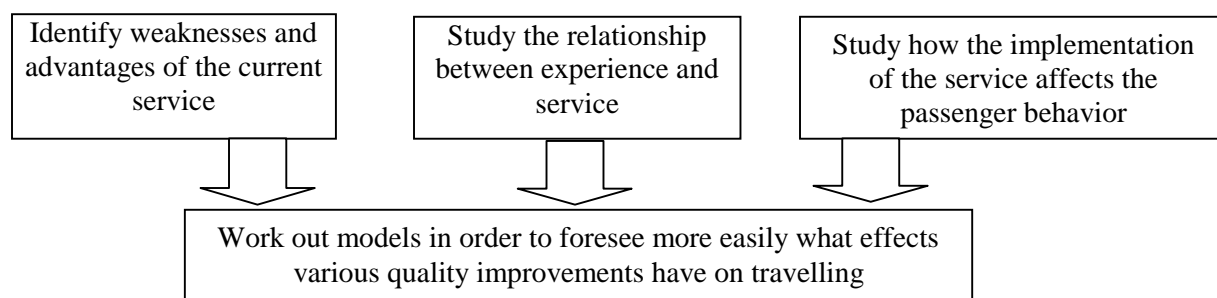 Identify weaknesses and
advantages of the current
service
Study the relationship
between experience and
service
Study how the implementation
of the service affects the
passenger behavior
Work out models in order to foresee more easily what effects
various quality improvements have on travelling